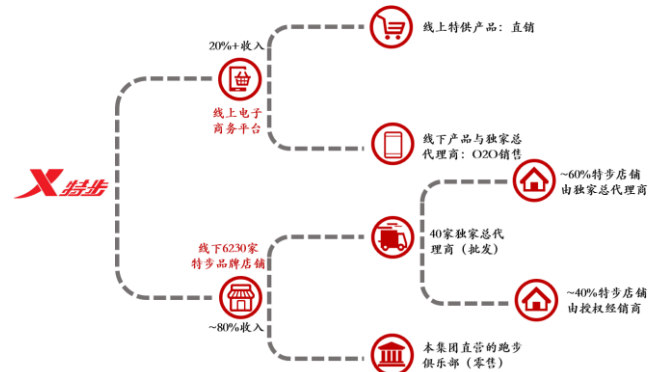 特步
20%+收入
线上电子
商务平台
线上特供产品：直销
线下产品与独家总
代理商：O2O销售
线下6230家
特步品牌店铺
~80%收入
40家独家总代
理商（批发）
~60%特步店铺
由独家总代理商
~40%特步店铺
由授权经销商
本集团直营的跑步
俱乐部（零售）